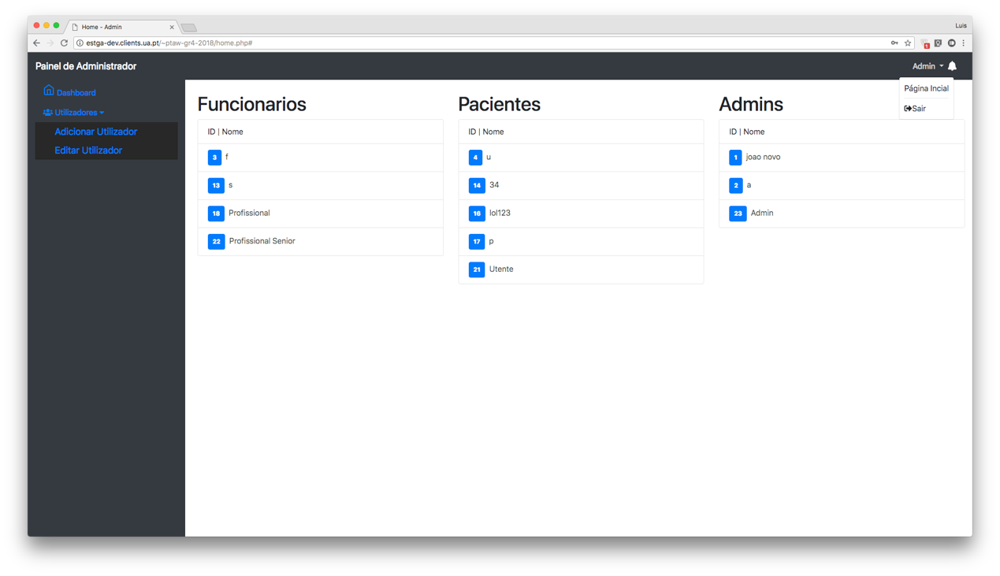 Home - Admin
Luis
estga-dev.clients.ua.pt/~ptaw-gr4-2018/home.php#
1
Painel de Administrador
Admin
Página Incial
Sair
Dashboard
Utilizadores
Adicionar Utilizador
Editar Utilizador
Funcionarios
ID | Nome
3 f
13 s
18 Profissional
22 Profissional Senior
Pacientes
ID | Nome
4 u
14 34
16 lol123
17 p
21 Utente
Admins
ID | Nome
1 joao novo
2 a
23 Admin